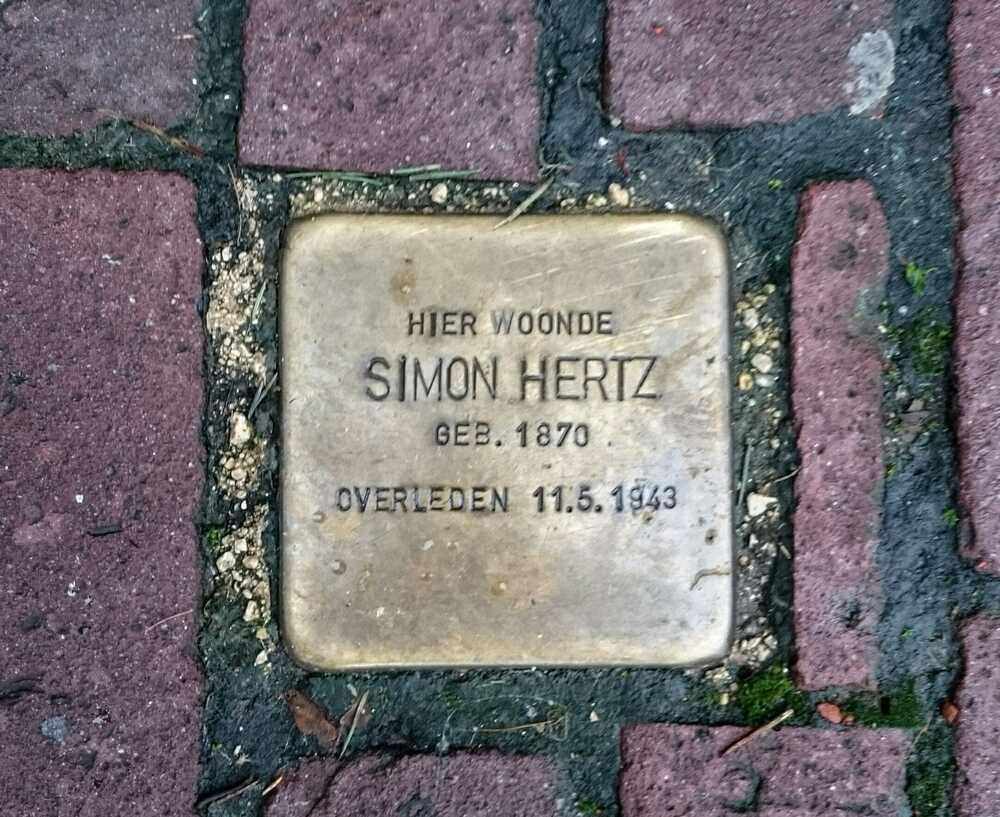 HIER WOONDE
SIMON HERTZ
GEB. 1870
OVERLEDEN 11.5.1943